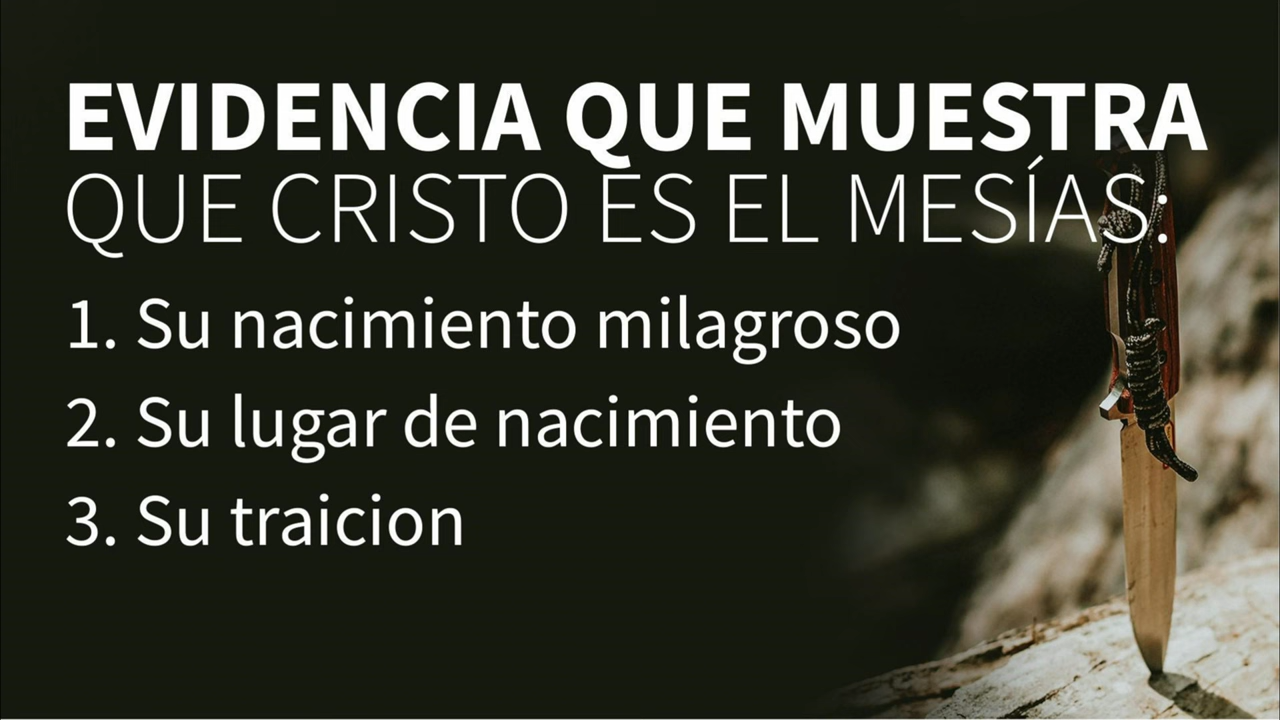 EVIDENCIA QUE MUESTRA
QUE CRISTO ES EL MESÍAS:
1. Su nacimiento milagroso
2. Su lugar de nacimiento
3. Su traicion